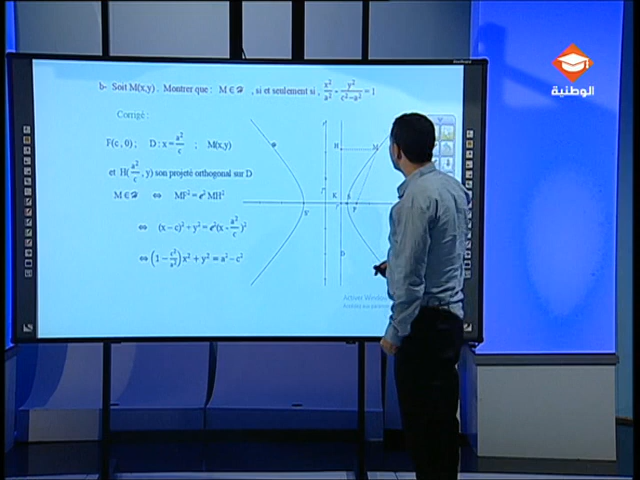 الوطنية
b- Soit M(x,y) . Montrer que : M ∈ 𝓗 , si et seulement si , x²/a² - y²/(c²-a²) = 1
Corrigé :
F(c , 0) ; D : x = a²/c ; M(x,y)
et H(a²/c , y) son projeté orthogonal sur D
M ∈ 𝓗 ⇔ MF² = e² MH²
⇔ (x-c)² + y² = e²(x - a²/c)²
⇔ (1 - c²/a²) x² + y² = a² - c²
H
M
K
S'
S
F
D
Activer Windows